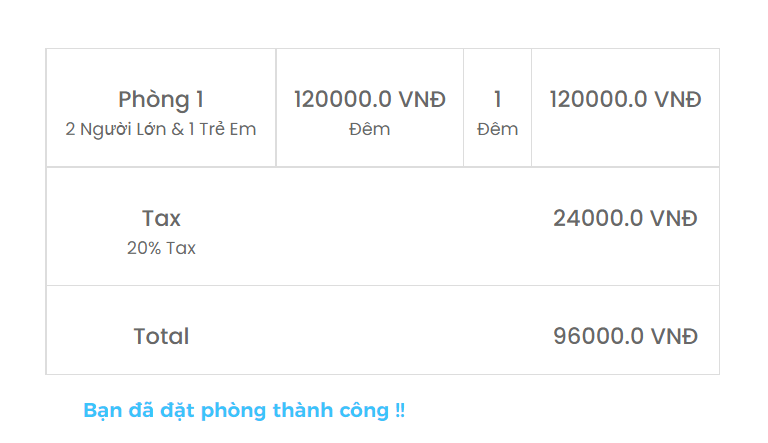 Phòng 1 120000.0 VNĐ 1 120000.0 VNĐ
2 Người Lớn & 1 Trẻ Em Đêm Đêm
Tax 24000.0 VNĐ
20% Tax
Total 96000.0 VNĐ
Bạn đã đặt phòng thành công !!